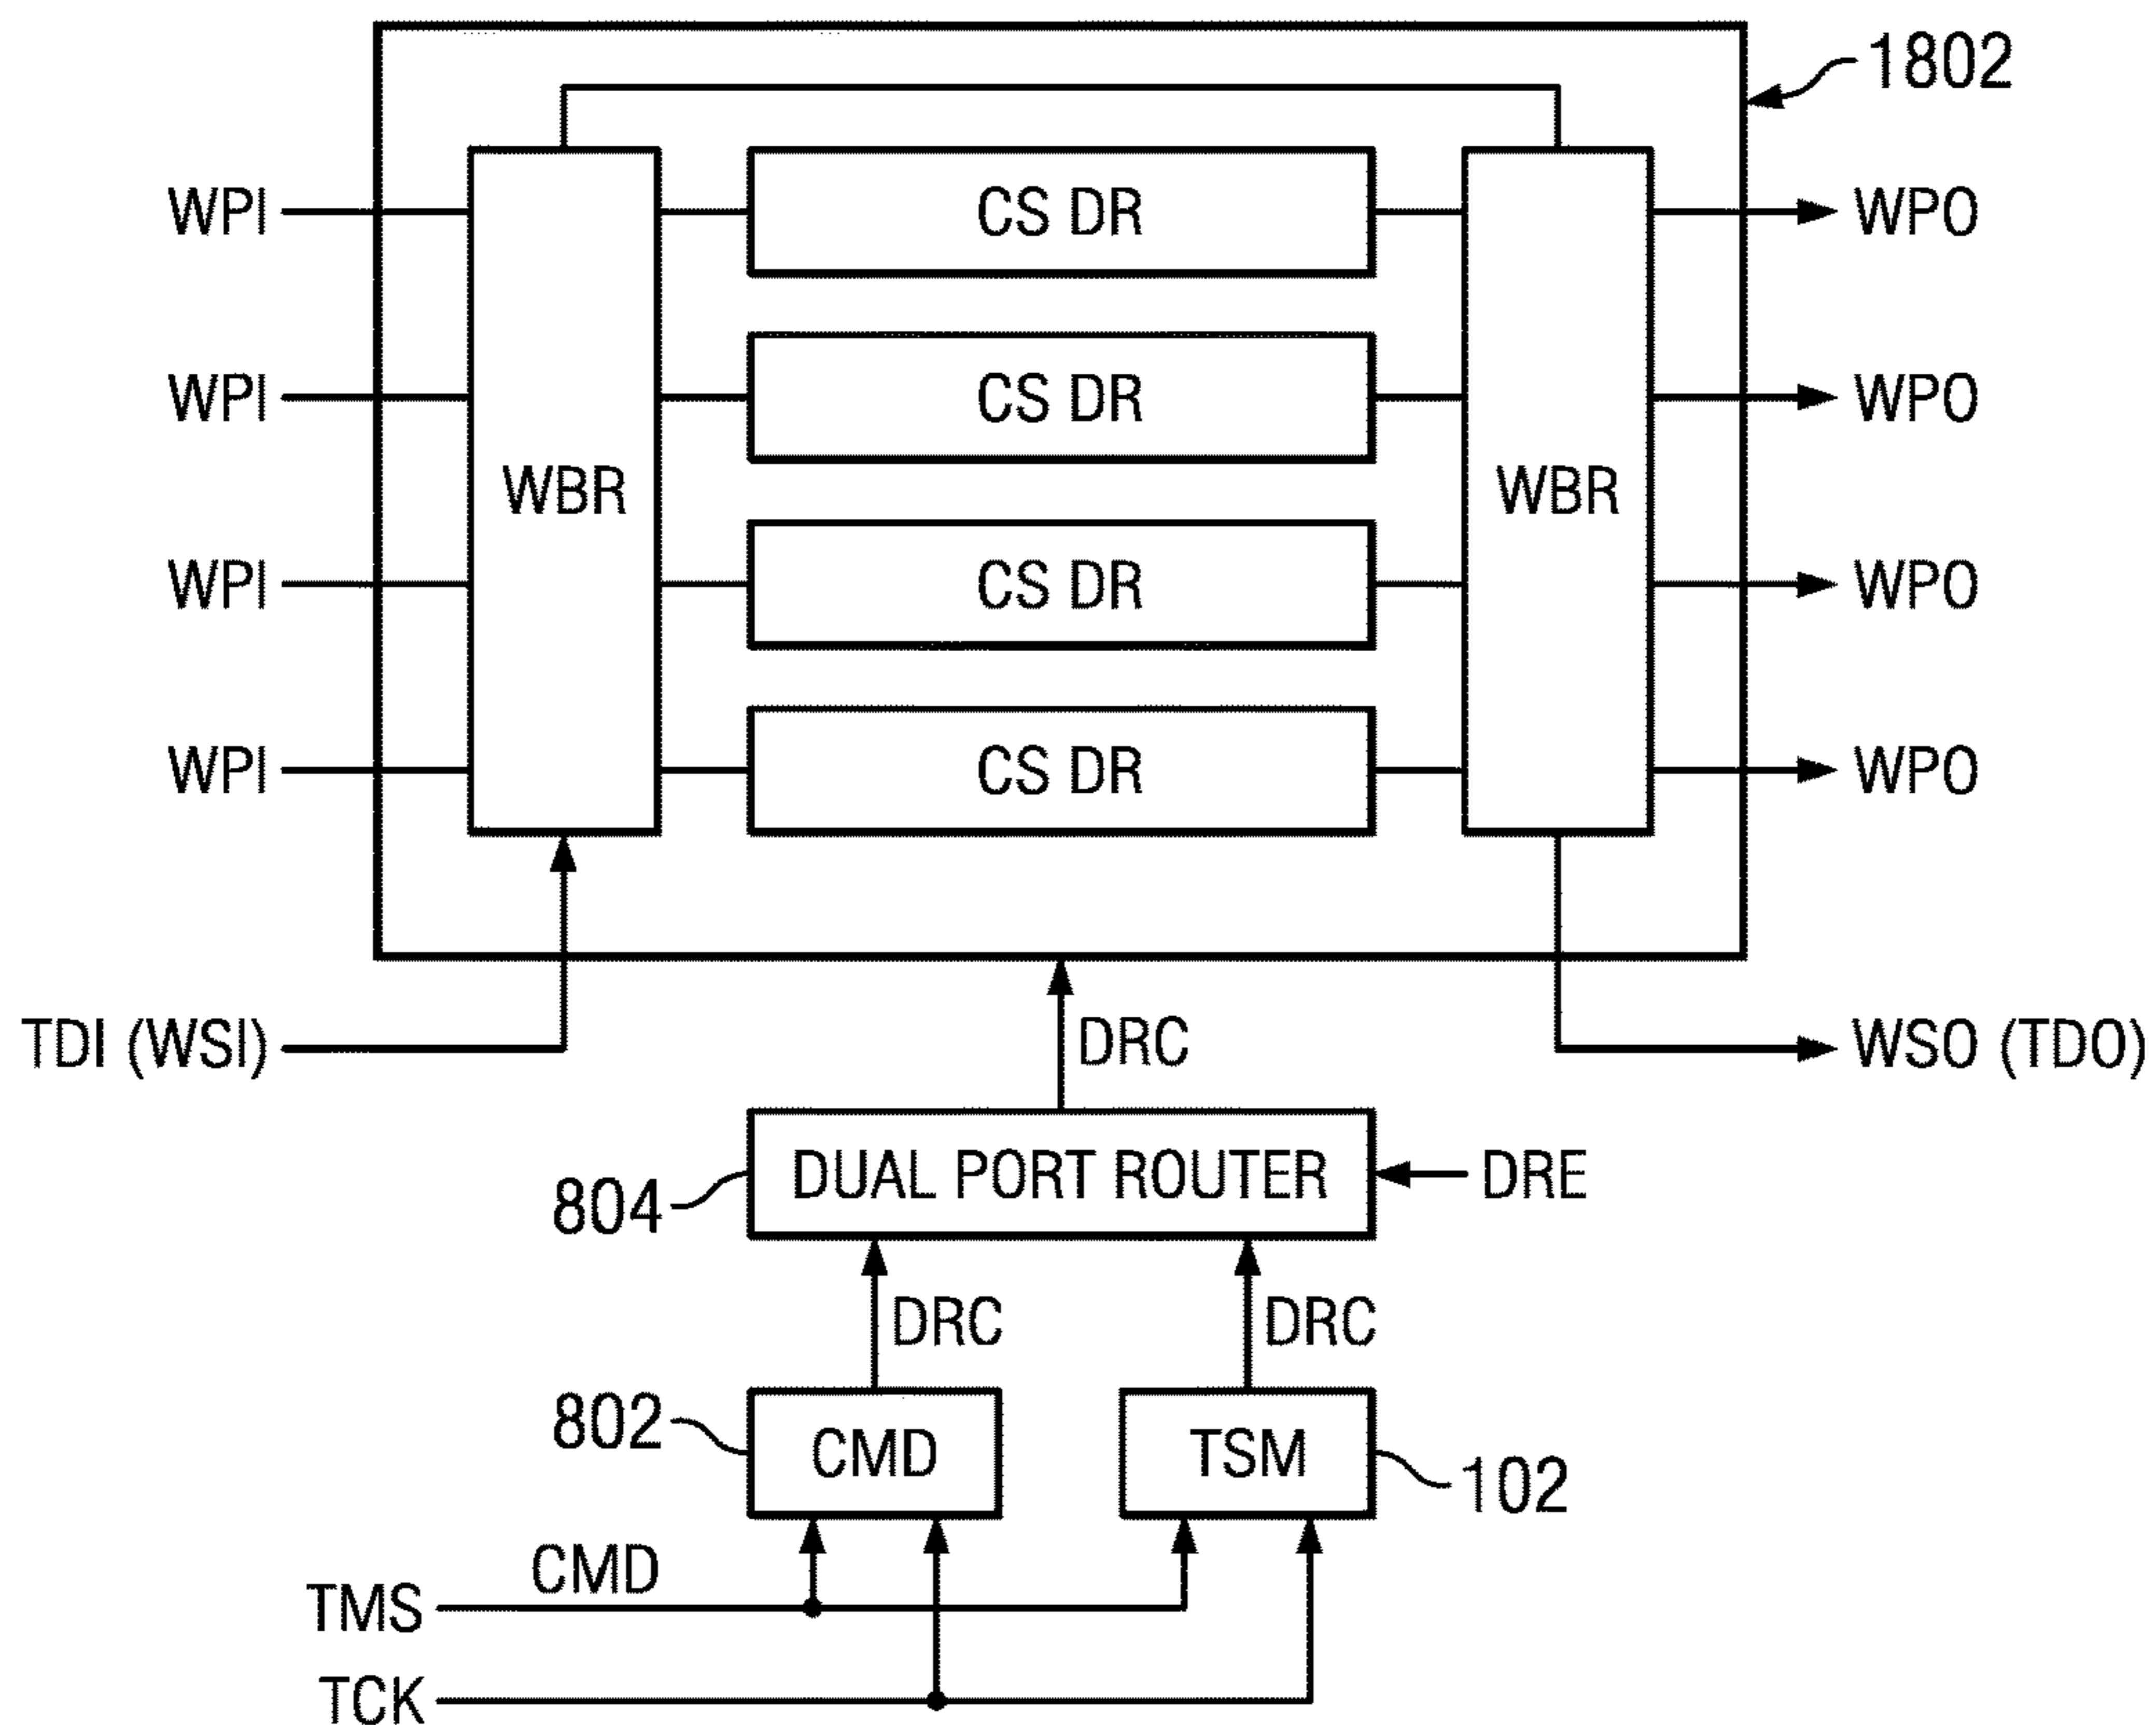 1802
WPI CS DR WPO
WPI CS DR WPO
WBR WBR
WPI CS DR WPO
WPI CS DR WPO
TDI (WSI) DRC WSO (TDO)
804 DUAL PORT ROUTER DRE
DRC DRC
802 CMD TSM 102
CMD
TMS
TCK